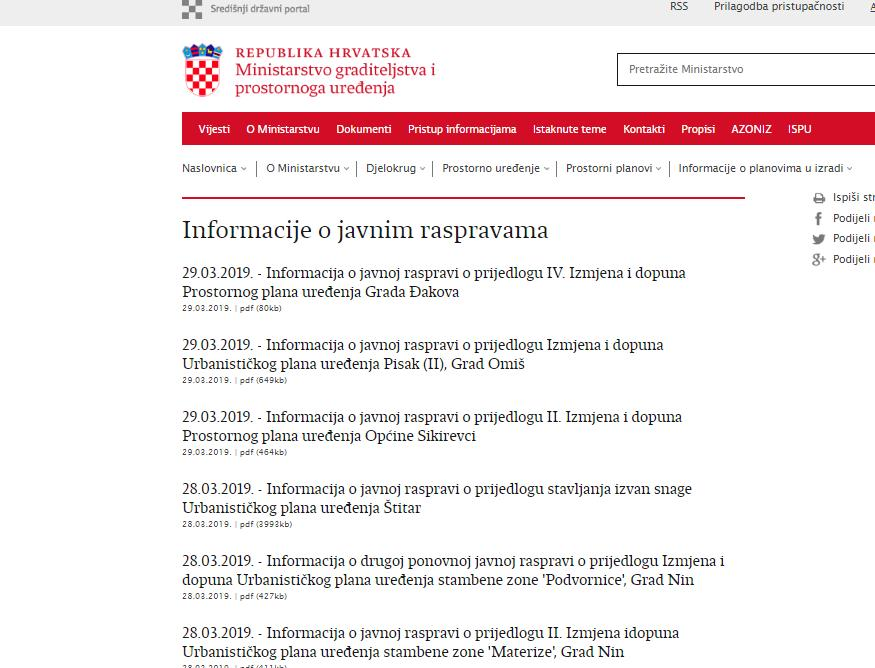 Središnji državni portal
RSS Prilagodba pristupačnosti
REPUBLIKA HRVATSKA
Ministarstvo graditeljstva i
prostornoga uređenja
Pretražite Ministarstvo
Vijesti O Ministarstvu Dokumenti Pristup informacijama Istaknute teme Kontakti Propisi AZONIZ ISPU
Naslovnica O Ministarstvu Djelokrug Prostorno uređenje Prostorni planovi Informacije o planovima u izradi
Ispiši
Podijeli
Podijeli
Podijeli
Informacije o javnim raspravama
29.03.2019. - Informacija o javnoj raspravi o prijedlogu IV. Izmjena i dopuna
Prostornog plana uređenja Grada Đakova
29.03.2019. | pdf (80kb)
29.03.2019. - Informacija o javnoj raspravi o prijedlogu Izmjena i dopuna
Urbanističkog plana uređenja Pisak (II), Grad Omiš
29.03.2019. | pdf (649kb)
29.03.2019. - Informacija o javnoj raspravi o prijedlogu II. Izmjena i dopuna
Prostornog plana uređenja Općine Sikirevci
29.03.2019. | pdf (464kb)
28.03.2019. - Informacija o javnoj raspravi o prijedlogu stavljanja izvan snage
Urbanističkog plana uređenja Štitar
28.03.2019. | pdf (3993kb)
28.03.2019. - Informacija o drugoj ponovnoj javnoj raspravi o prijedlogu Izmjena i
dopuna Urbanističkog plana uređenja stambene zone 'Podvornice', Grad Nin
28.03.2019. | pdf (427kb)
28.03.2019. - Informacija o javnoj raspravi o prijedlogu II. Izmjena idopuna
Urbanističkog plana uređenja stambene zone 'Materize', Grad Nin